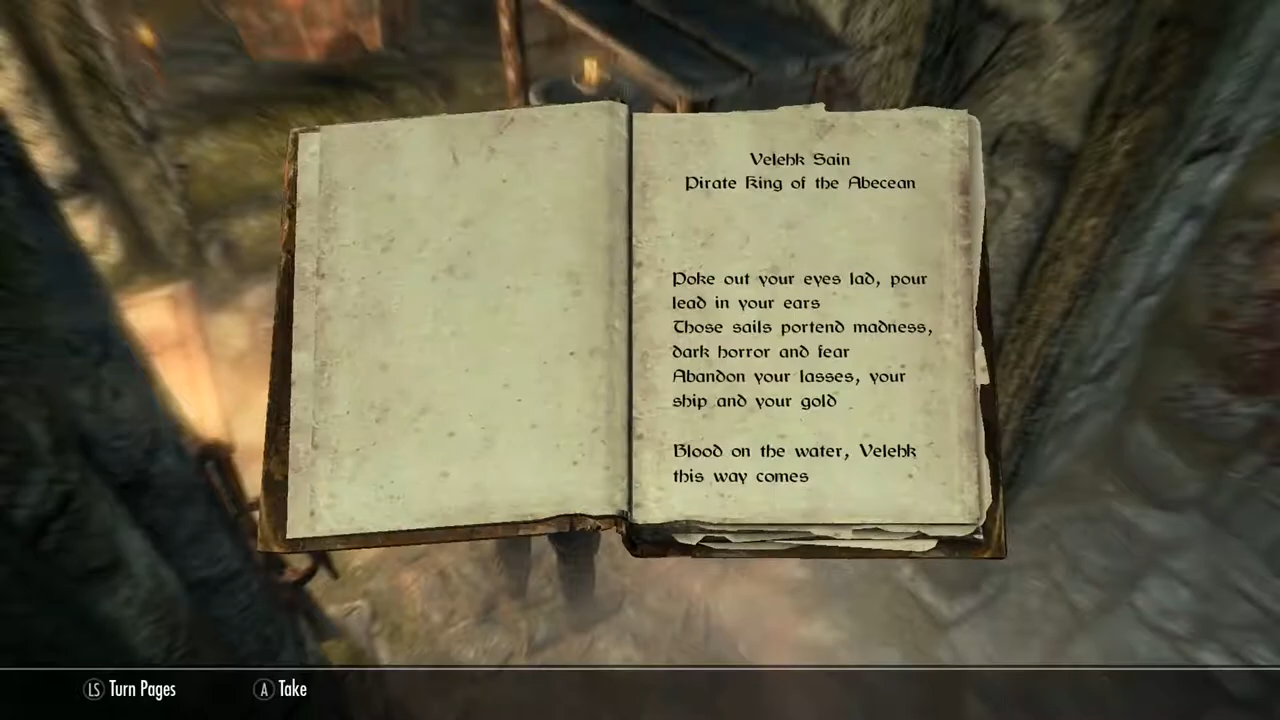 Velehk Sain
Pirate King of the Abecean
Poke out your eyes lad, pour
lead in your ears
Those sails portend madness,
dark horror and fear
Abandon your lasses, your
ship and your gold
Blood on the water, Velehk
this way comes
LS Turn Pages
A Take